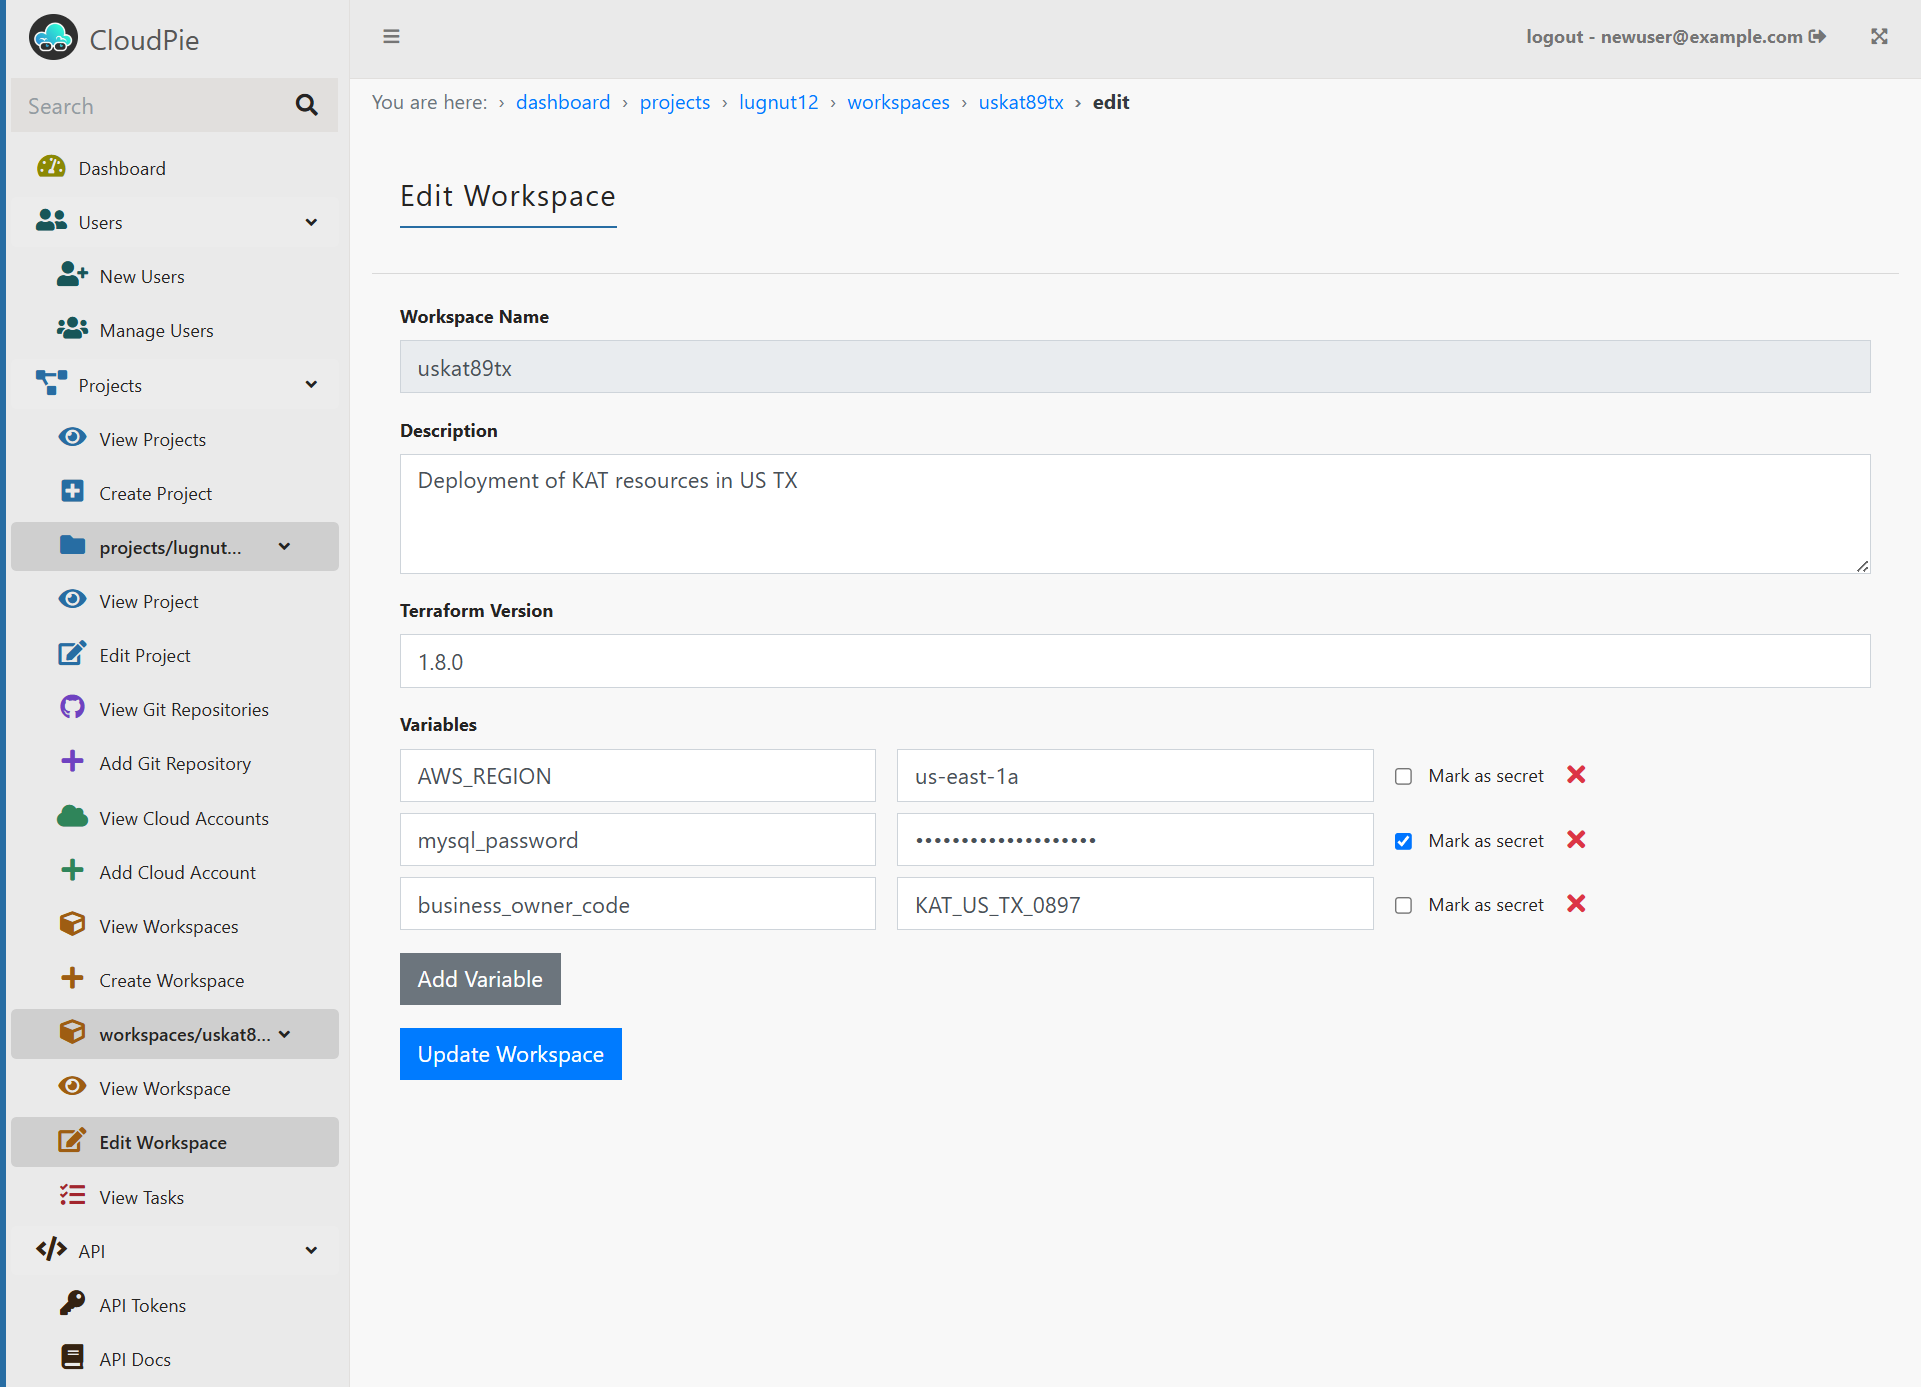 CloudPie
logout - newuser@example.com
Search
You are here: › dashboard › projects › lugnut12 › workspaces › uskat89tx › edit
Dashboard
Users
New Users
Manage Users
Projects
View Projects
Create Project
projects/lugnut...
View Project
Edit Project
View Git Repositories
Add Git Repository
View Cloud Accounts
Add Cloud Account
View Workspaces
Create Workspace
workspaces/uskat8...
View Workspace
Edit Workspace
View Tasks
API
API Tokens
API Docs
Edit Workspace
Workspace Name
uskat89tx
Description
Deployment of KAT resources in US TX
Terraform Version
1.8.0
Variables
AWS_REGION us-east-1a Mark as secret
mysql_password •••••••••••••••••••• Mark as secret
business_owner_code KAT_US_TX_0897 Mark as secret
Add Variable
Update Workspace